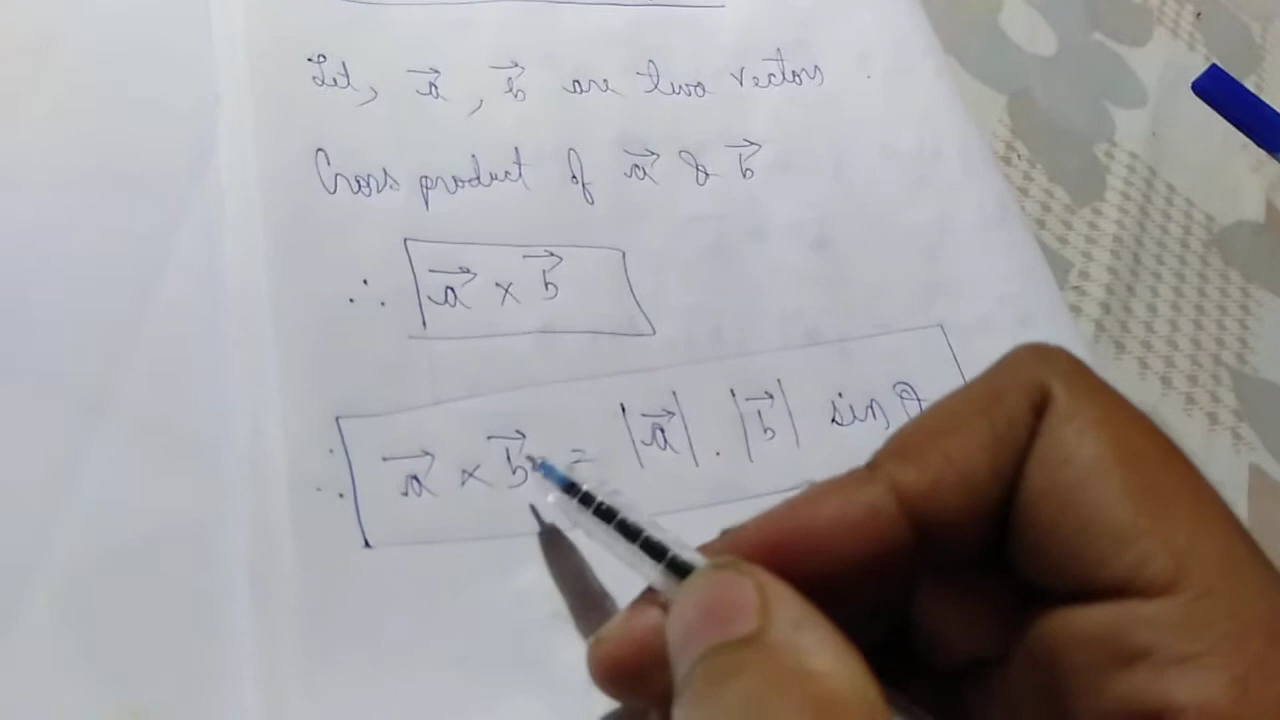 Let, a⃗, b⃗ are two vectors.
Cross product of a⃗ & b⃗
∴ a⃗ × b⃗
∴ a⃗ × b⃗ = |a⃗| . |b⃗| sin θ